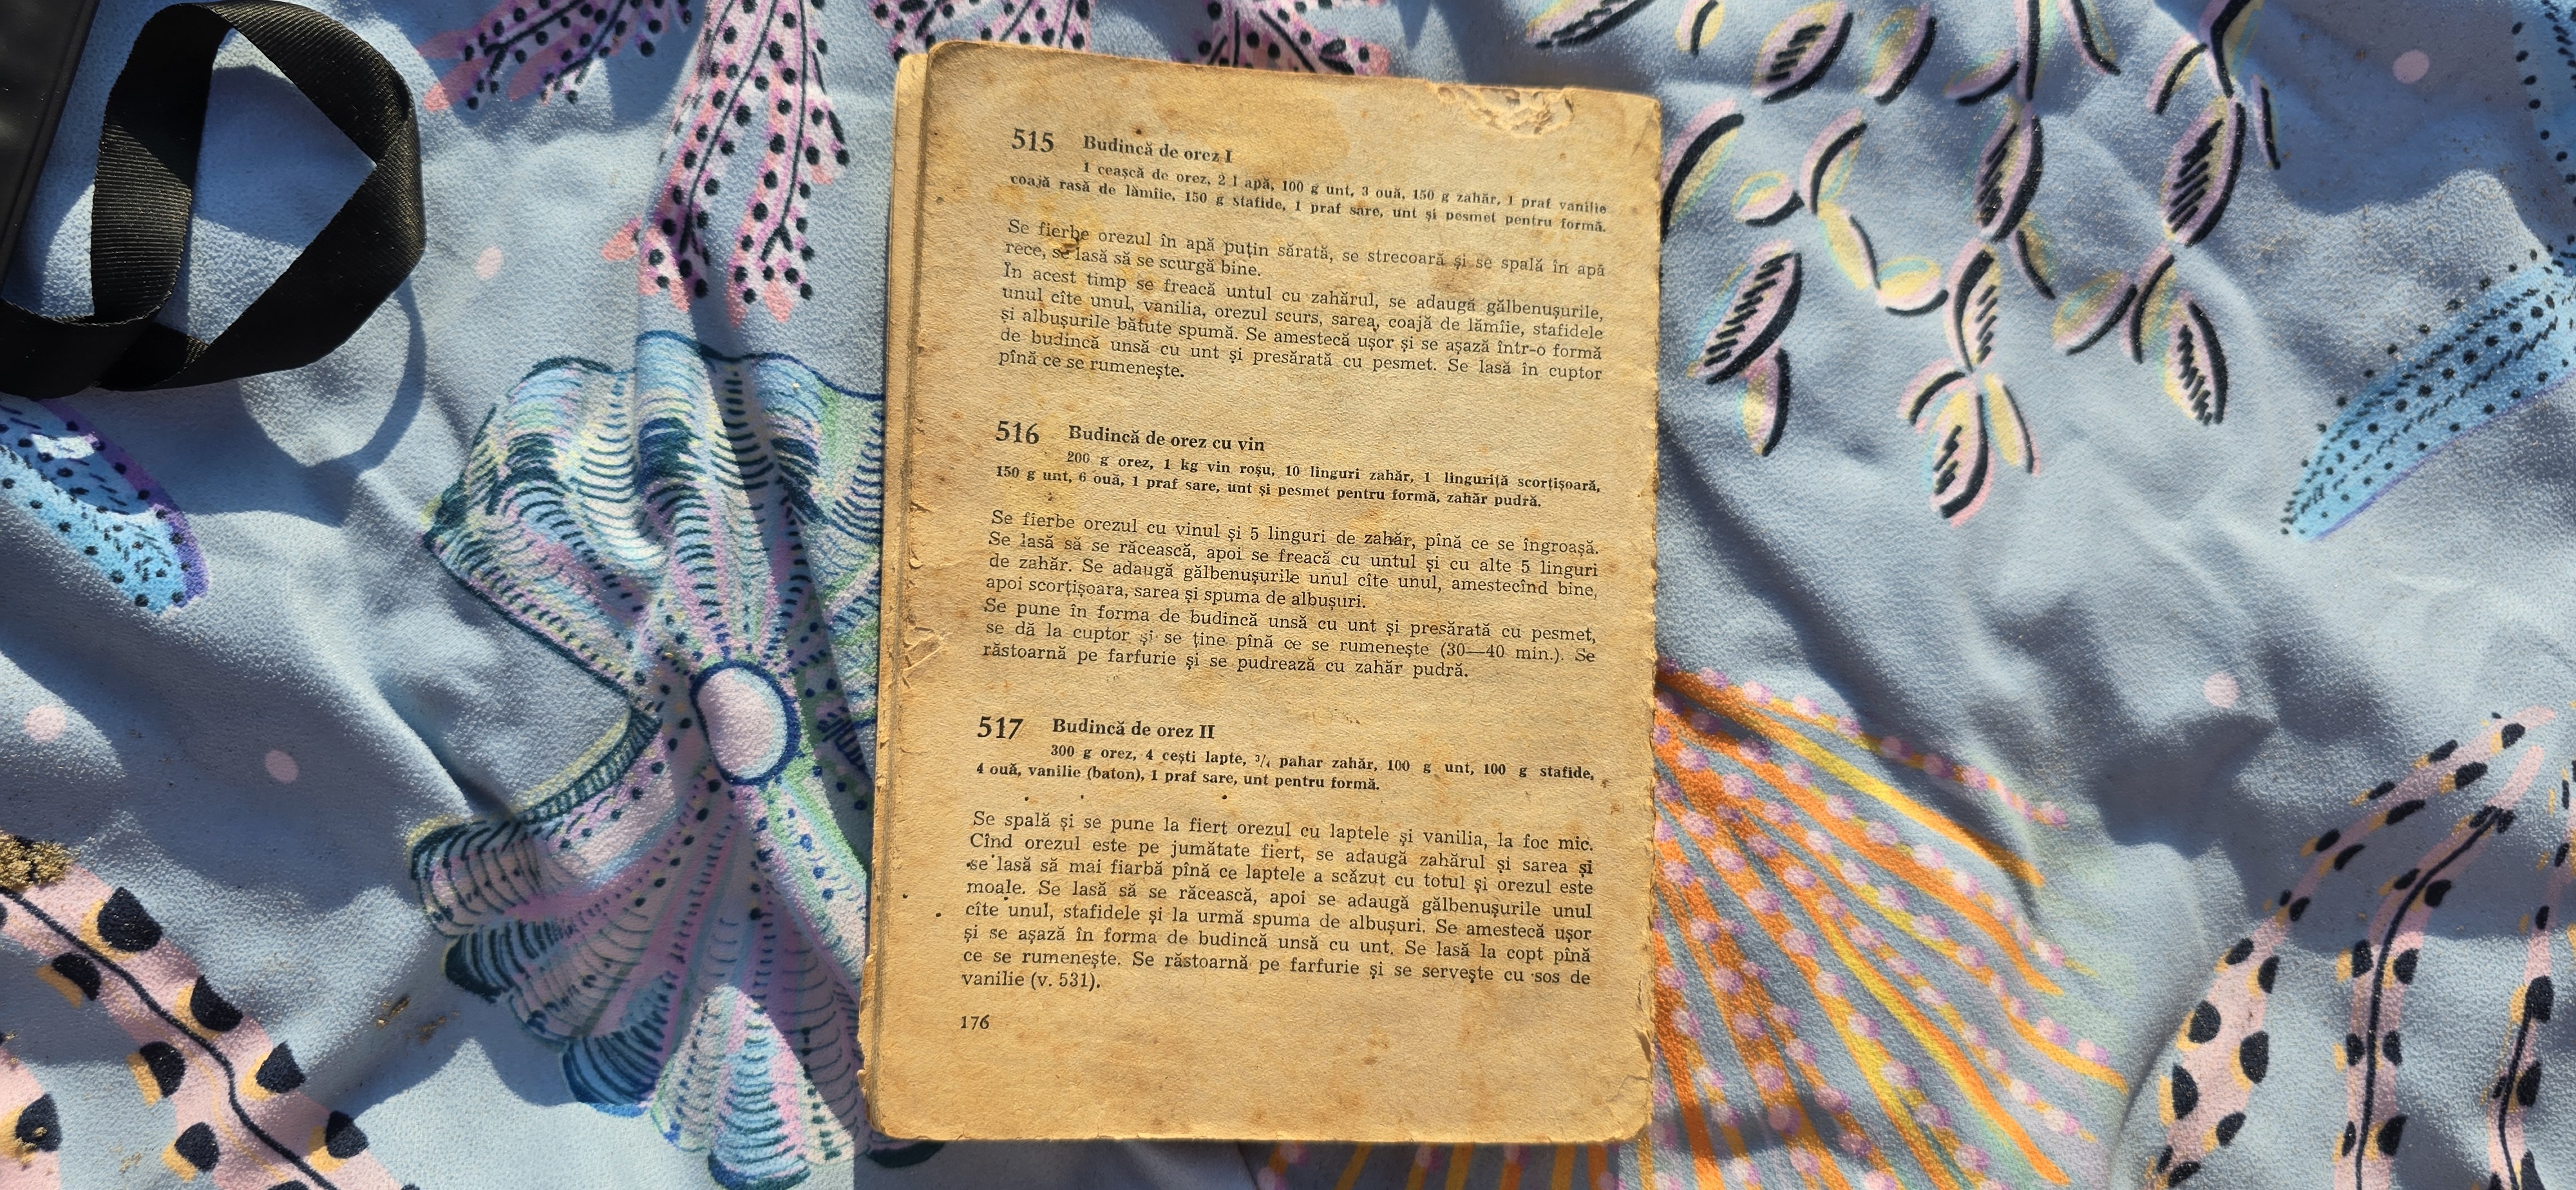 515 Budincă de orez I
1 ceașcă de orez, 2 l apă, 100 g unt, 3 ouă, 150 g zahăr, 1 praf vanilie
coajă rasă de lămîie, 150 g stafide, 1 praf sare, unt și pesmet pentru formă.
Se fierbe orezul în apă puțin sărată, se strecoară și se spală în apă
rece, se lasă să se scurgă bine.
În acest timp se freacă untul cu zahărul, se adaugă gălbenușurile,
unul cîte unul, vanilia, orezul scurs, sarea, coajă de lămîie, stafidele
și albușurile bătute spumă. Se amestecă ușor și se așază într-o formă
de budincă unsă cu unt și presărată cu pesmet. Se lasă în cuptor
pînă ce se rumenește.
516 Budincă de orez cu vin
200 g orez, 1 kg vin roșu, 10 linguri zahăr, 1 linguriță scorțișoară,
150 g unt, 6 ouă, 1 praf sare, unt și pesmet pentru formă, zahăr pudră.
Se fierbe orezul cu vinul și 5 linguri de zahăr, pînă ce se îngroașă.
Se lasă să se răcească, apoi se freacă cu untul și cu alte 5 linguri
de zahăr. Se adaugă gălbenușurile unul cîte unul, amestecînd bine,
apoi scorțișoara, sarea și spuma de albușuri.
Se pune în forma de budincă unsă cu unt și presărată cu pesmet,
se dă la cuptor și se ține pînă ce se rumenește (30—40 min.). Se
răstoarnă pe farfurie și se pudrează cu zahăr pudră.
517 Budincă de orez II
300 g orez, 4 cești lapte, ³/₄ pahar zahăr, 100 g unt, 100 g stafide,
4 ouă, vanilie (baton), 1 praf sare, unt pentru formă.
Se spală și se pune la fiert orezul cu laptele și vanilia, la foc mic.
Cînd orezul este pe jumătate fiert, se adaugă zahărul și sarea și
se lasă să mai fiarbă pînă ce laptele a scăzut cu totul și orezul este
moale. Se lasă să se răcească, apoi se adaugă gălbenușurile unul
cîte unul, stafidele și la urmă spuma de albușuri. Se amestecă ușor
și se așază în forma de budincă unsă cu unt. Se lasă la copt pînă
ce se rumenește. Se răstoarnă pe farfurie și se servește cu sos de
vanilie (v. 531).
176